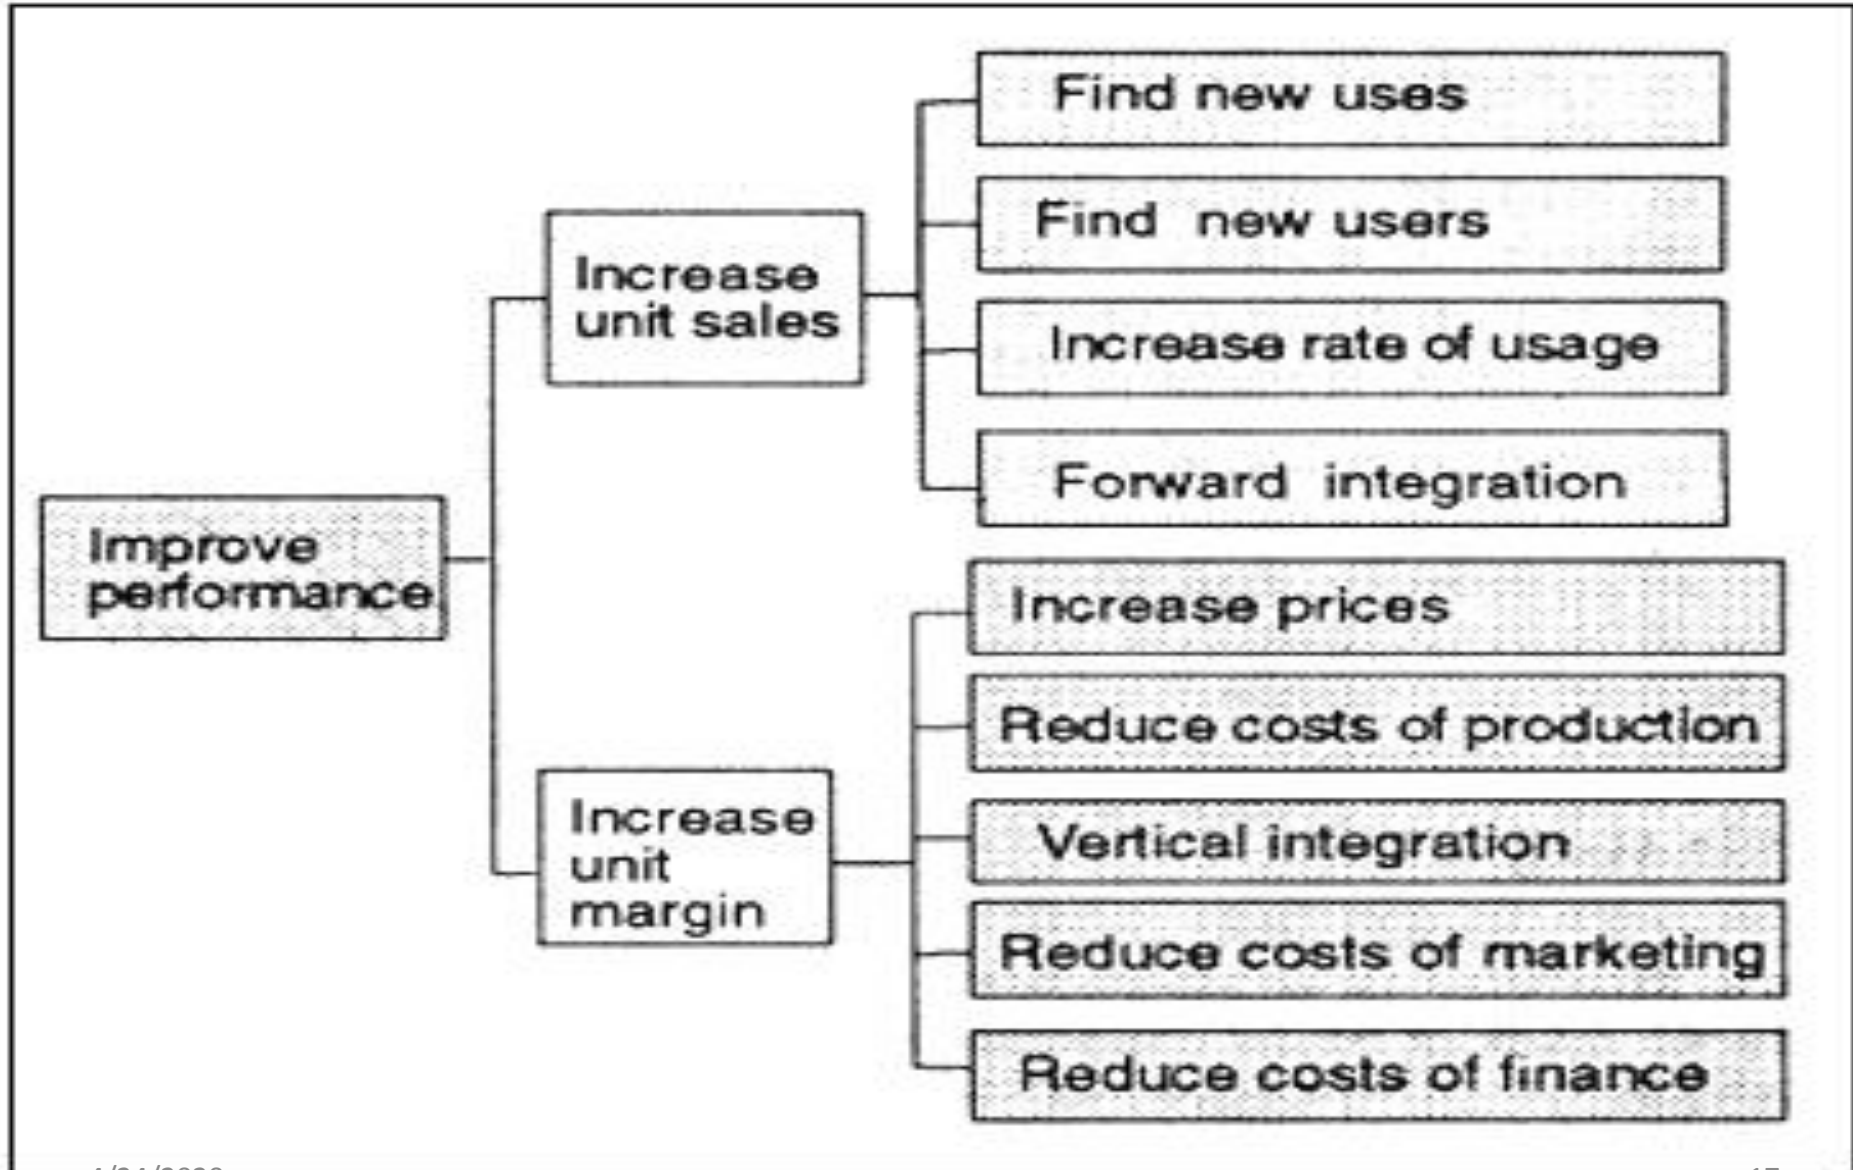 Find new uses
Find new users
Increase
unit sales
Increase rate of usage
Forward integration
Improve
performance
Increase prices
Reduce costs of production
Increase
unit
margin
Vertical integration
Reduce costs of marketing
Reduce costs of finance